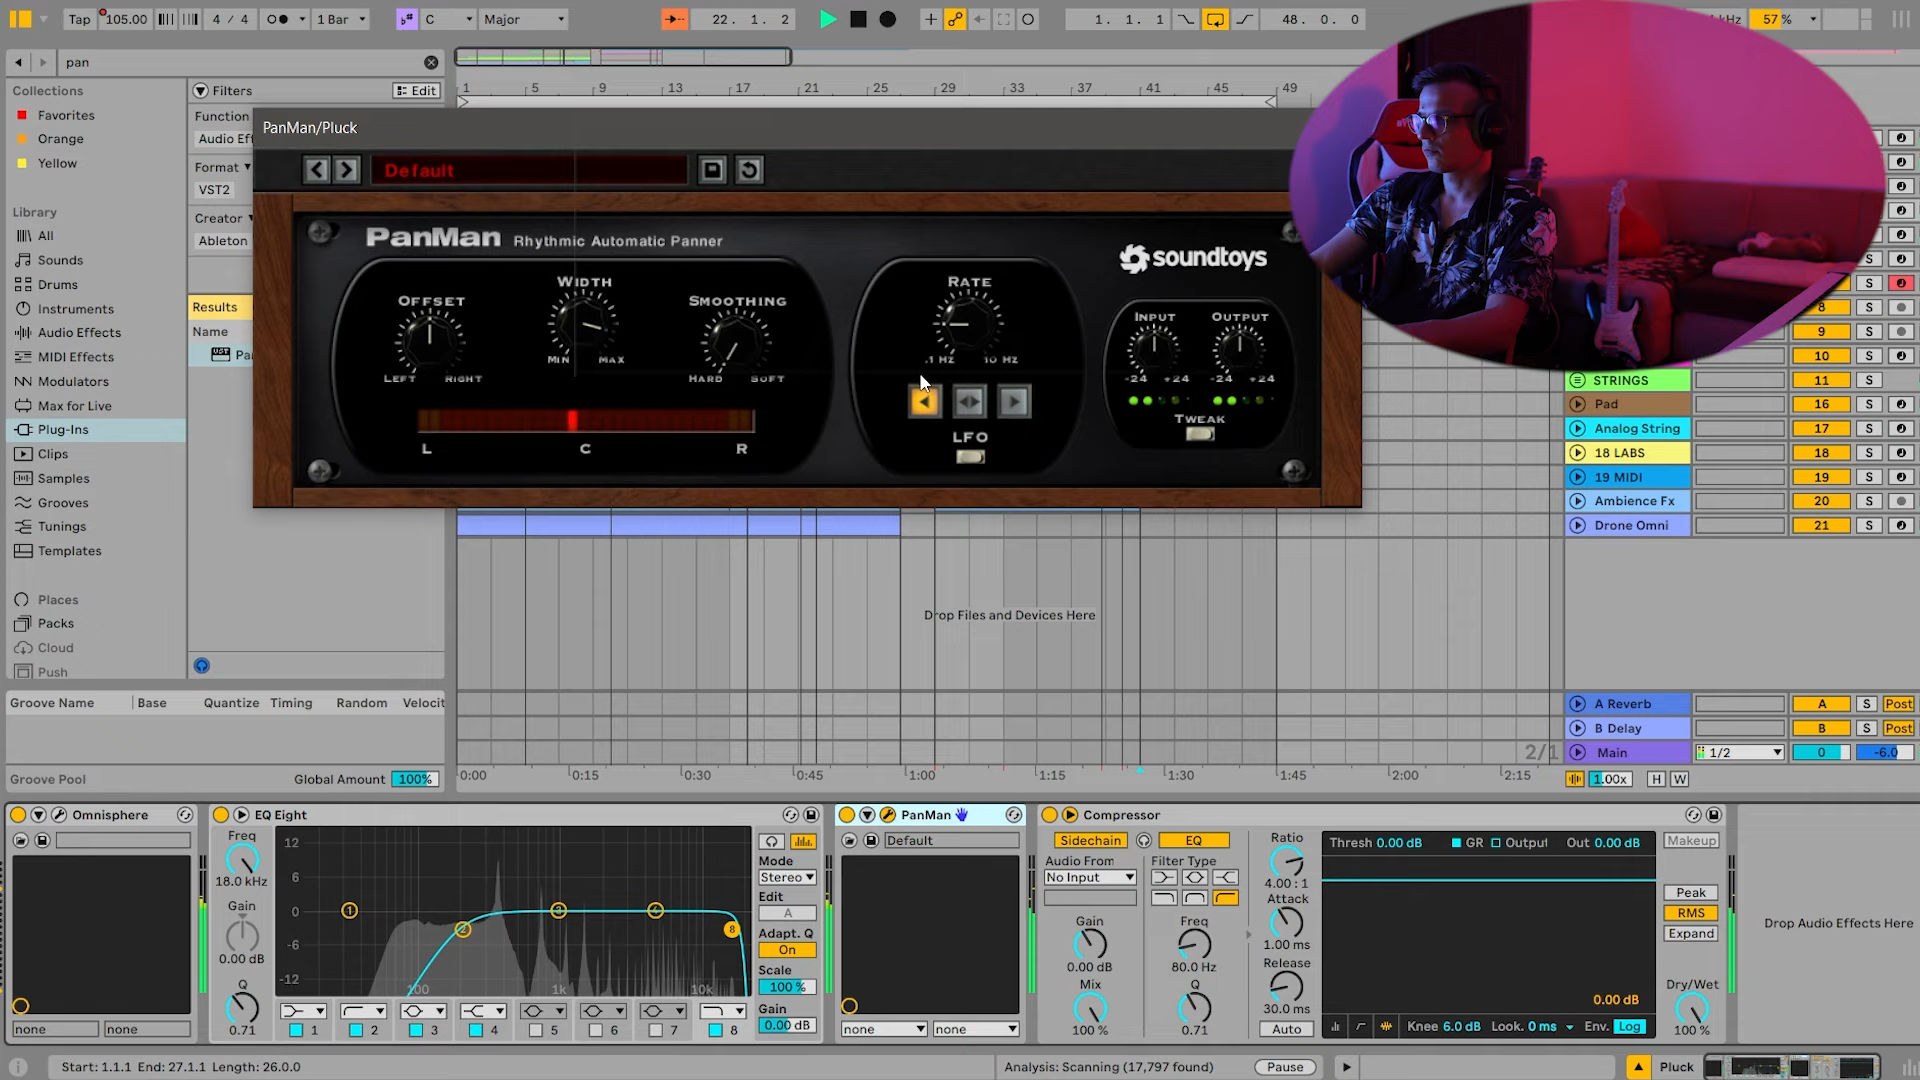 Tap 105.00 4 / 4 1 Bar C Major 22. 1. 2 1. 1. 1 48. 0. 0 kHz 57 %
pan
Collections
Favorites
Orange
Yellow
Library
All
Sounds
Drums
Instruments
Audio Effects
MIDI Effects
Modulators
Max for Live
Plug-Ins
Clips
Samples
Grooves
Tunings
Templates
Places
Packs
Cloud
Push
Filters Edit
Function
Audio Eff
Format
VST2
Creator
Ableton
Results
Name
Pa
1 5 9 13 17 21 25 29 33 37 41 45 49
PanMan/Pluck
Default
PanMan Rhythmic Automatic Panner
soundtoys
OFFSET
LEFT RIGHT
WIDTH
MIN MAX
SMOOTHING
HARD SOFT
L C R
RATE
.1 HZ 10 HZ
LFO
INPUT OUTPUT
-24 +24 -24 +24
TWEAK
S
S
8 S
9 S
10 S
STRINGS 11 S
Pad 16 S
Analog String 17 S
18 LABS 18 S
19 MIDI 19 S
Ambience Fx 20 S
Drone Omni 21 S
Drop Files and Devices Here
A Reverb A S Post
B Delay B S Post
2/1 Main 1/2 0 -6.0
0:00 0:15 0:30 0:45 1:00 1:15 1:30 1:45 2:00 2:15
1.00x H W
Groove Name Base Quantize Timing Random Velocit
Groove Pool Global Amount 100%
Omnisphere
none none
EQ Eight
Freq
18.0 kHz
Gain
0.00 dB
Q
0.71
12
6
0
-6
-12
100 1k 10k
1 2 3 4 8
1 2 3 4 5 6 7 8
Mode
Stereo
Edit
A
Adapt. Q
On
Scale
100 %
Gain
0.00 dB
PanMan
Default
none none
Compressor
Sidechain EQ
Audio From Filter Type
No Input
Gain Freq
0.00 dB 80.0 Hz
Mix Q
100 % 0.71
Ratio
4.00 : 1
Attack
1.00 ms
Release
30.0 ms
Auto
Thresh 0.00 dB GR Output Out 0.00 dB
0.00 dB
Knee 6.0 dB Look. 0 ms Env. Log
Makeup
Peak
RMS
Expand
Dry/Wet
100 %
Drop Audio Effects Here
Start: 1.1.1 End: 27.1.1 Length: 26.0.0
Analysis: Scanning (17,797 found) Pause
Pluck